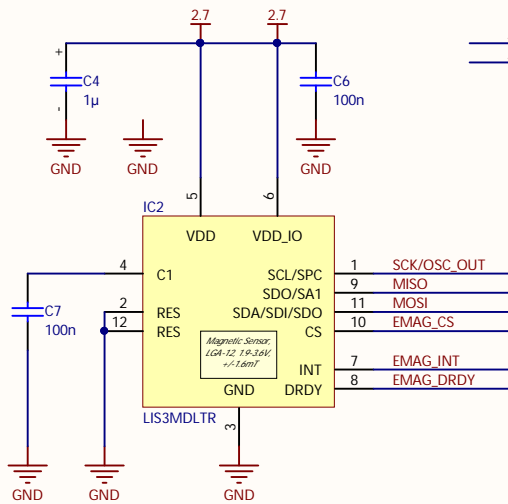 2.7
2.7
+
C4
1µ
-
GND
GND
C6
100n
GND
5
6
IC2
VDD
VDD_IO
4
C1
SCL/SPC
1
SCK/OSC_OUT
SDO/SA1
9
MISO
C7
100n
2
RES
SDA/SDI/SDO
11
MOSI
12
RES
CS
10
EMAG_CS
Magnetic Sensor,
LGA-12, 1.9-3.6V,
+/-1.6mT
INT
7
EMAG_INT
GND
DRDY
8
EMAG_DRDY
LIS3MDLTR
3
GND
GND
GND